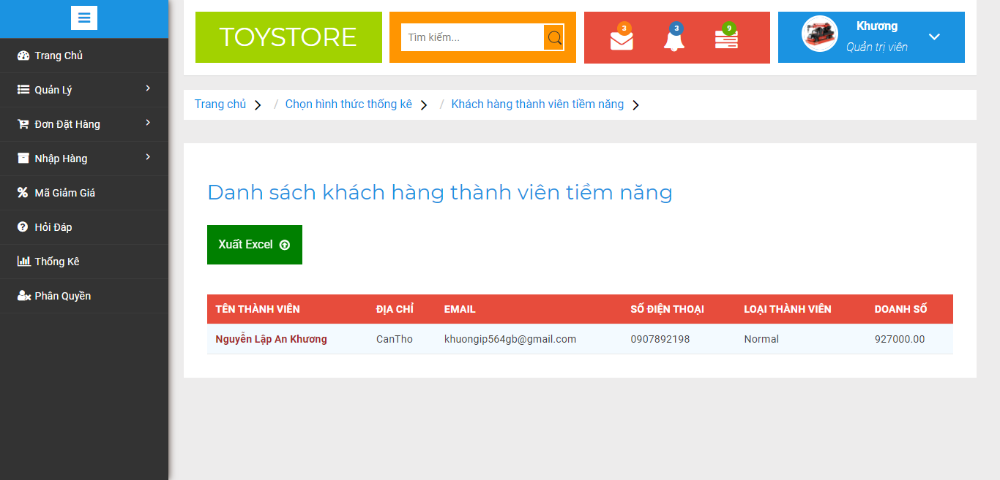 TOYSTORE
Tìm kiếm...
3
3
9
Khương
Quản trị viên
Trang Chủ
Quản Lý
Đơn Đặt Hàng
Nhập Hàng
Mã Giảm Giá
Hỏi Đáp
Thống Kê
Phân Quyền
Trang chủ / Chọn hình thức thống kê / Khách hàng thành viên tiềm năng
Danh sách khách hàng thành viên tiềm năng
Xuất Excel
TÊN THÀNH VIÊN ĐỊA CHỈ EMAIL SỐ ĐIỆN THOẠI LOẠI THÀNH VIÊN DOANH SỐ
Nguyễn Lập An Khương CanTho khuongip564gb@gmail.com 0907892198 Normal 927000.00